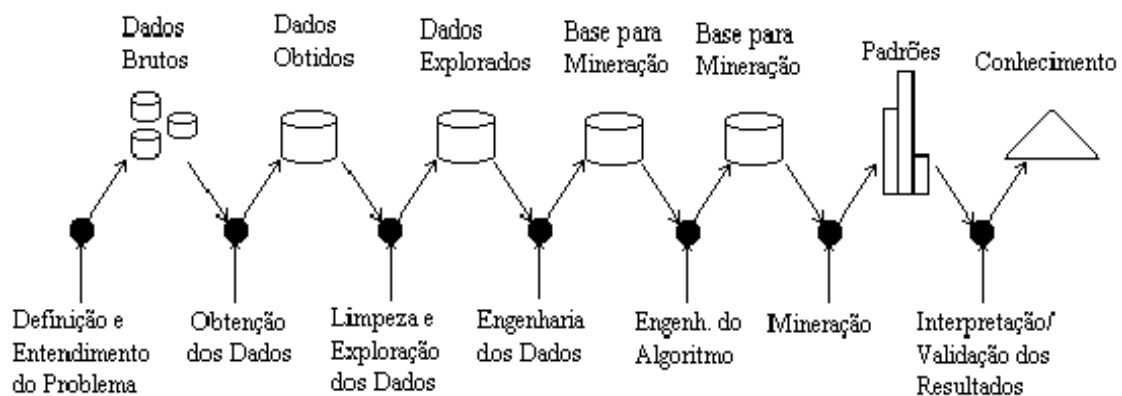 Dados
Brutos
Dados
Obtidos
Dados
Explorados
Base para
Mineração
Base para
Mineração
Padrões
Conhecimento
Definição e
Entendimento
do Problema
Obtenção
dos Dados
Limpeza e
Exploração
dos Dados
Engenharia
dos Dados
Engenh. do
Algoritmo
Mineração
Interpretação/
Validação dos
Resultados